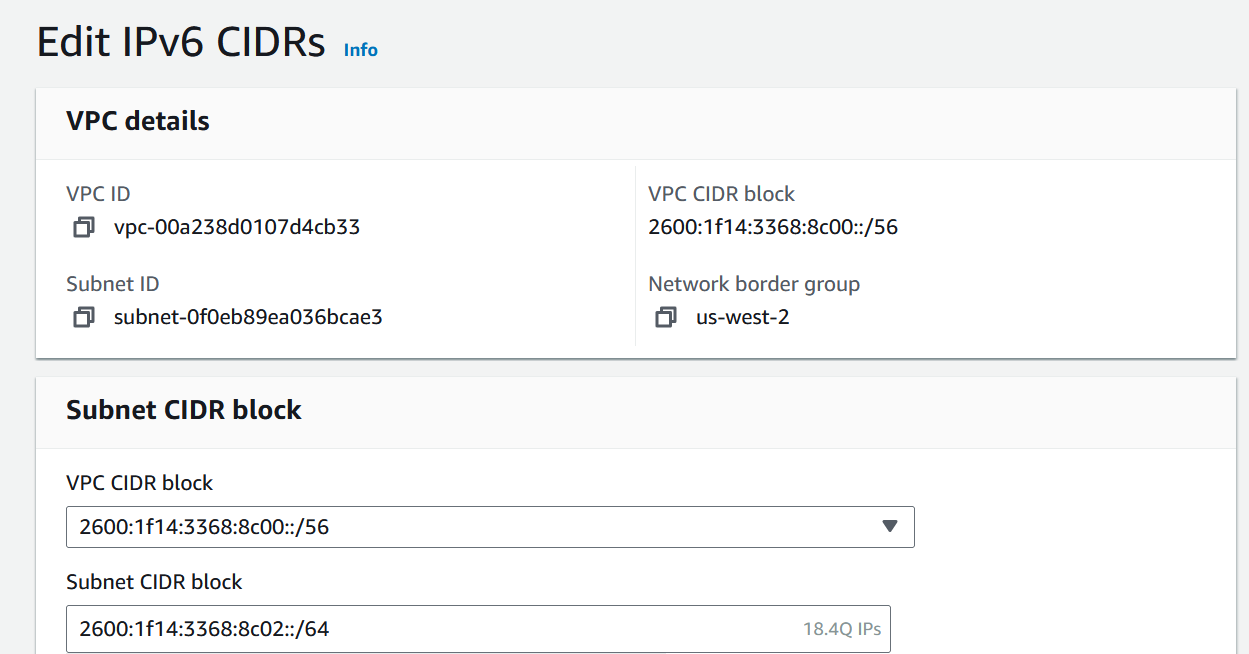 Edit IPv6 CIDRs Info
VPC details
VPC ID
vpc-00a238d0107d4cb33
VPC CIDR block
2600:1f14:3368:8c00::/56
Subnet ID
subnet-0f0eb89ea036bcae3
Network border group
us-west-2
Subnet CIDR block
VPC CIDR block
2600:1f14:3368:8c00::/56
Subnet CIDR block
2600:1f14:3368:8c02::/64 18.4Q IPs